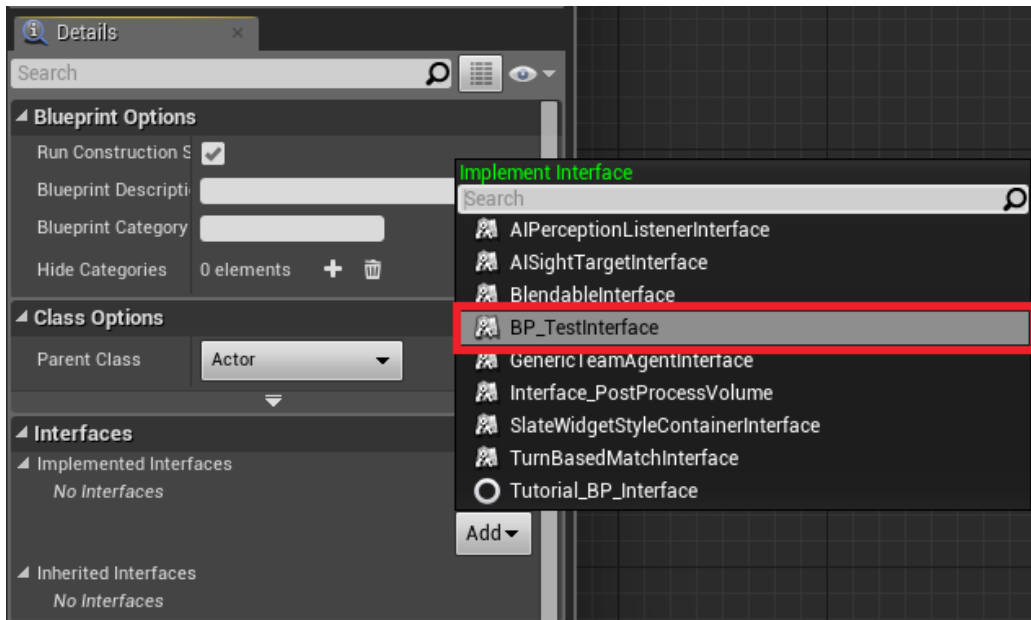 Details
Search
Blueprint Options
Run Construction S
Blueprint Descripti
Blueprint Category
Hide Categories 0 elements
Class Options
Parent Class Actor
Interfaces
Implemented Interfaces
No Interfaces
Add
Inherited Interfaces
No Interfaces
Implement Interface
Search
AIPerceptionListenerInterface
AISightTargetInterface
BlendableInterface
BP_TestInterface
GenericTeamAgentInterface
Interface_PostProcessVolume
SlateWidgetStyleContainerInterface
TurnBasedMatchInterface
Tutorial_BP_Interface